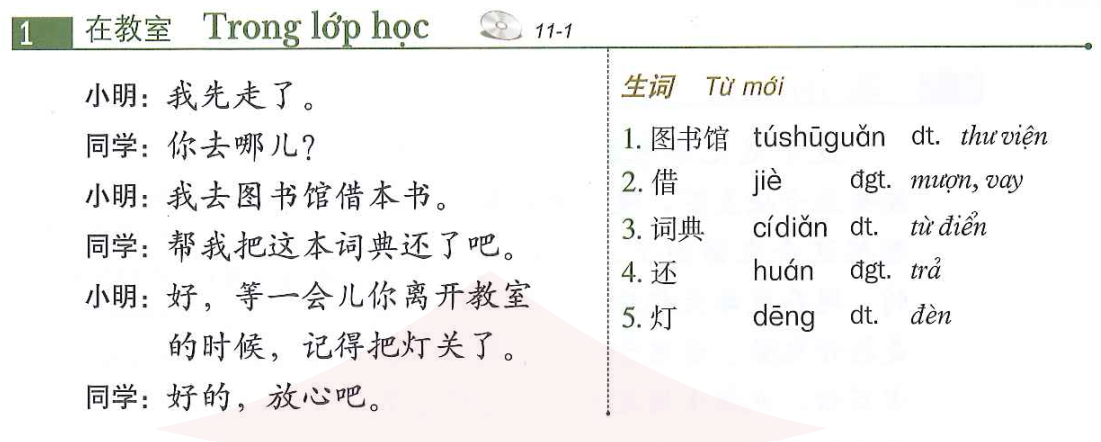 1 在教室 Trong lớp học 11-1
小明：我先走了。
同学：你去哪儿?
小明：我去图书馆借本书。
同学：帮我把这本词典还了吧。
小明：好，等一会儿你离开教室
的时候，记得把灯关了。
同学：好的，放心吧。
生词 Từ mới
1. 图书馆 túshūguǎn dt. thư viện
2. 借 jiè đgt. mượn, vay
3. 词典 cídiǎn dt. từ điển
4. 还 huán đgt. trả
5. 灯 dēng dt. đèn